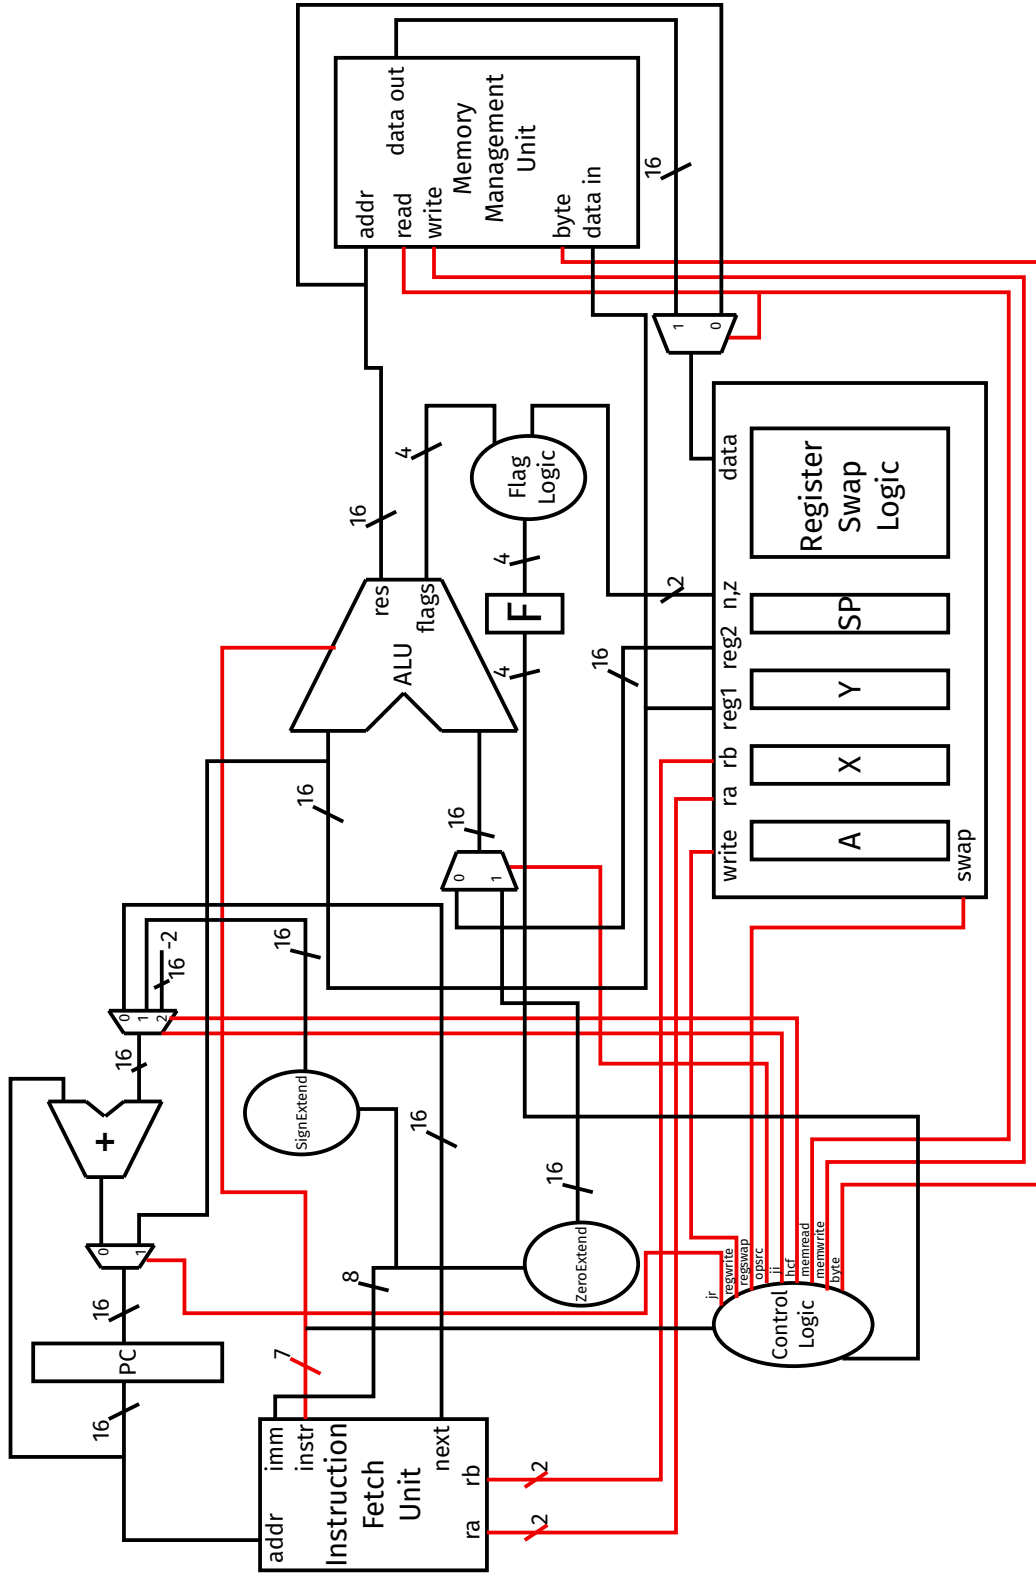 PC
16
16
0
1
+
16
0
1
2
16
-2
addr
imm
instr
Instruction
Fetch
Unit
next
ra
rb
2
2
7
8
16
SignExtend
16
ZeroExtend
16
Control
Logic
jr
regwrite
regswap
opsrc
ji
hcf
memread
memwrite
byte
16
0
1
16
ALU
res
flags
16
4
Flag
Logic
4
F
4
16
2
write
ra
rb
reg1
reg2
n,z
data
swap
A
X
Y
SP
Register
Swap
Logic
1
0
16
addr
read
write
byte
data in
data out
Memory
Management
Unit